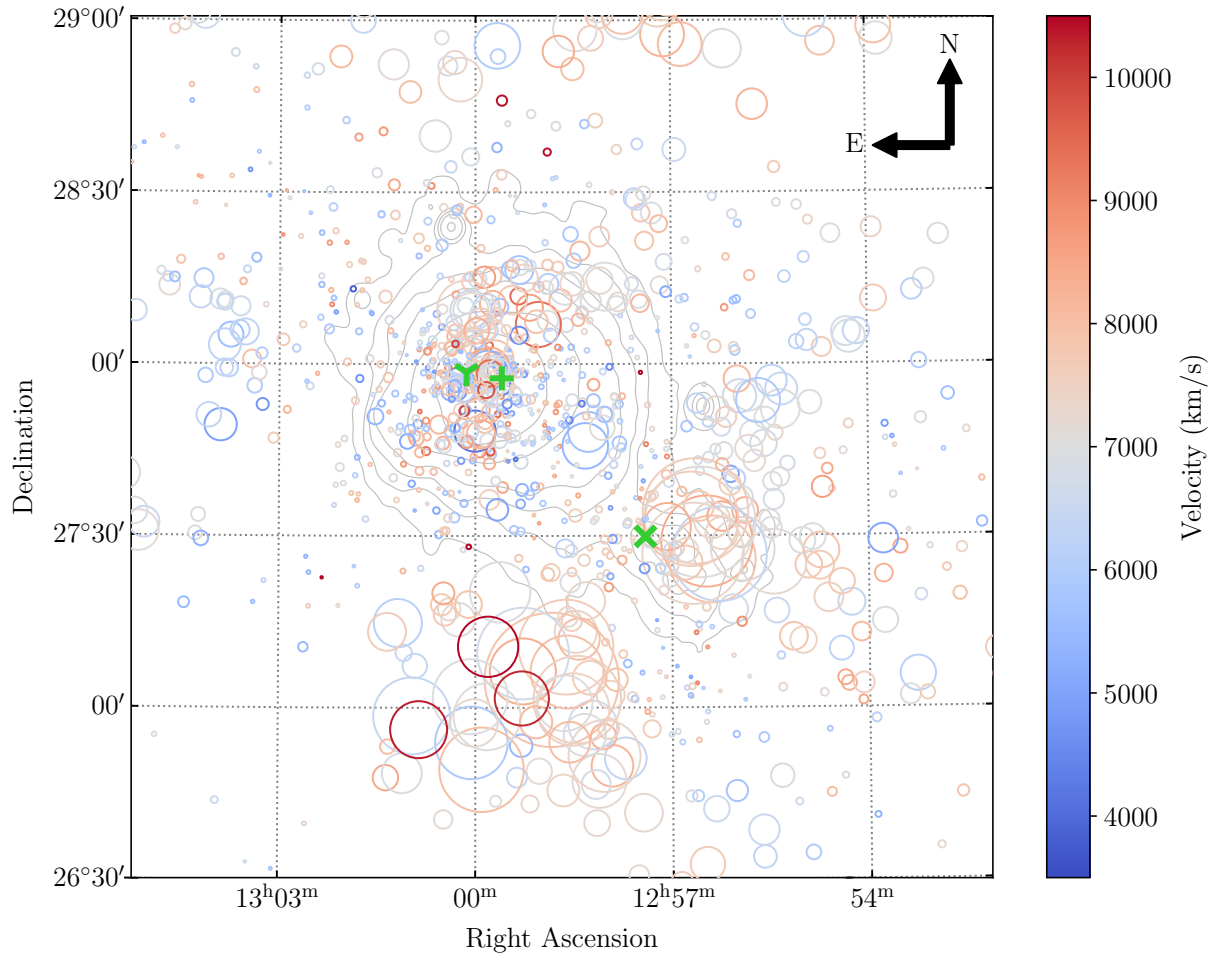 29°00′
28°30′
00′
27°30′
00′
26°30′
Declination
N
E
13ʰ03ᵐ
00ᵐ
12ʰ57ᵐ
54ᵐ
Right Ascension
10000
9000
8000
7000
6000
5000
4000
Velocity (km/s)